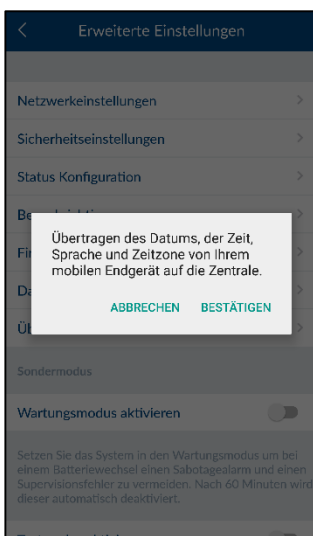 Erweiterte Einstellungen
Netzwerkeinstellungen
Sicherheitseinstellungen
Status Konfiguration
Übertragen des Datums, der Zeit,
Sprache und Zeitzone von Ihrem
mobilen Endgerät auf die Zentrale.
ABBRECHEN BESTÄTIGEN
Sondermodus
Wartungsmodus aktivieren
Setzen Sie das System in den Wartungsmodus um bei
einem Batteriewechsel einen Sabotagealarm und einen
Supervisionsfehler zu vermeiden. Nach 60 Minuten wird
dieser automatisch deaktiviert.